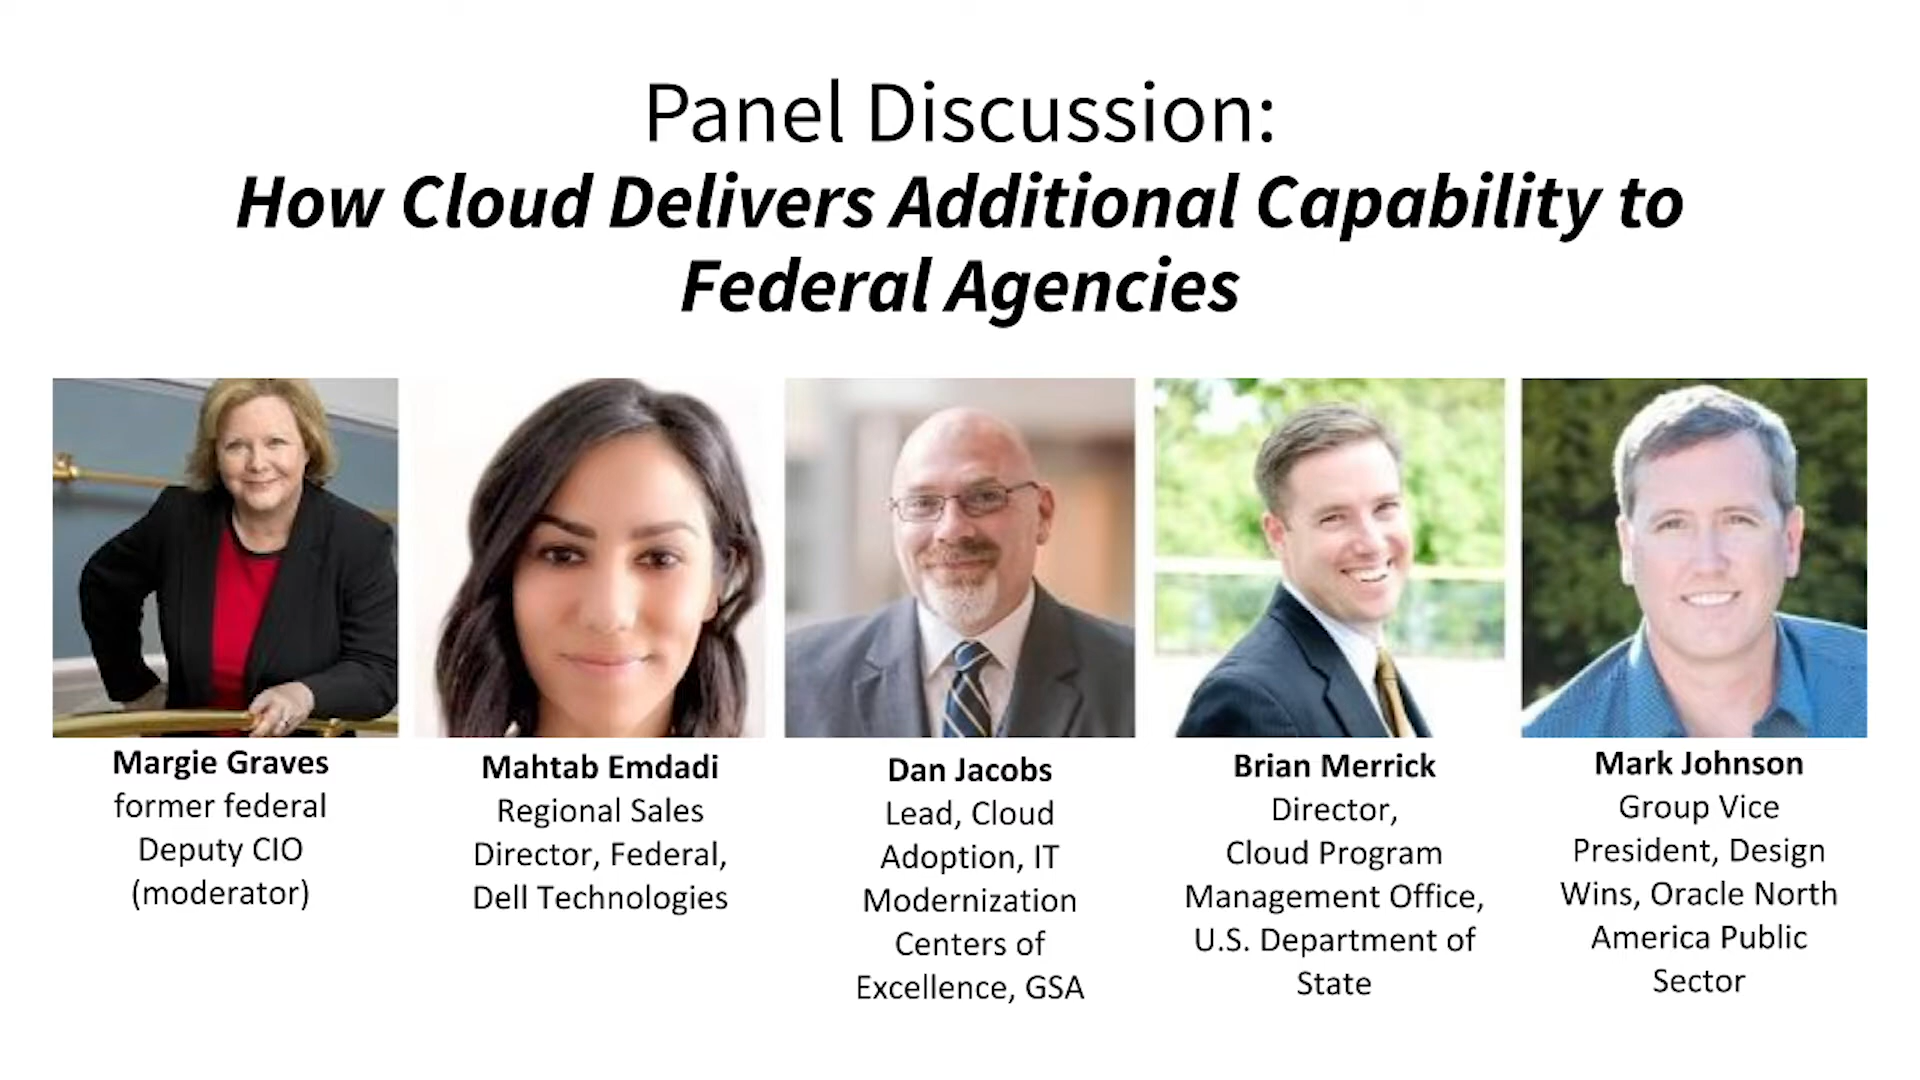 Panel Discussion:
How Cloud Delivers Additional Capability to
Federal Agencies
Margie Graves
former federal
Deputy CIO
(moderator)
Mahtab Emdadi
Regional Sales
Director, Federal,
Dell Technologies
Dan Jacobs
Lead, Cloud
Adoption, IT
Modernization
Centers of
Excellence, GSA
Brian Merrick
Director,
Cloud Program
Management Office,
U.S. Department of
State
Mark Johnson
Group Vice
President, Design
Wins, Oracle North
America Public
Sector